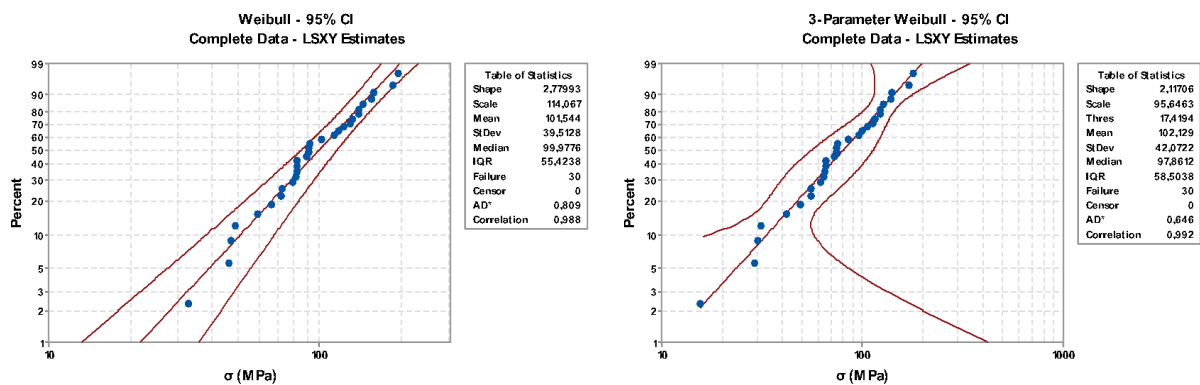 Weibull - 95% CI
Complete Data - LSXY Estimates
Percent
99
90
80
70
60
50
40
30
20
10
5
3
2
1
10
100
σ (MPa)
Table of Statistics
Shape 2,77993
Scale 114,067
Mean 101,544
StDev 39,5128
Median 99,9776
IQR 55,4238
Failure 30
Censor 0
AD* 0,809
Correlation 0,988
3-Parameter Weibull - 95% CI
Complete Data - LSXY Estimates
Percent
99
90
80
70
60
50
40
30
20
10
5
3
2
1
10
100
1000
σ (MPa)
Table of Statistics
Shape 2,11706
Scale 95,6463
Thres 17,4194
Mean 102,129
StDev 42,0722
Median 97,8612
IQR 58,5038
Failure 30
Censor 0
AD* 0,646
Correlation 0,992